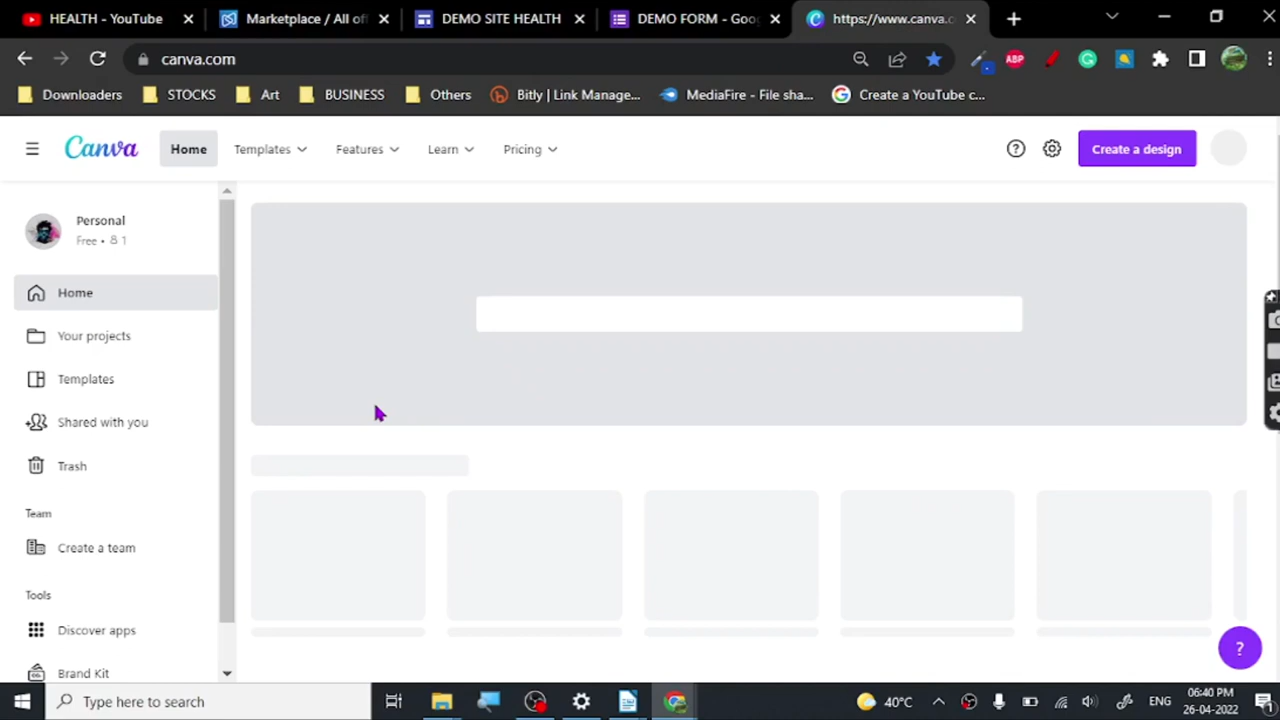 HEALTH - YouTube
Marketplace / All of
DEMO SITE HEALTH
DEMO FORM - Goo
https://www.canva.c
canva.com
ABP
Downloaders
STOCKS
Art
BUSINESS
Others
Bitly | Link Manage...
MediaFire - File sha...
Create a YouTube c...
Canva
Home
Templates
Features
Learn
Pricing
?
Create a design
Personal
Free • 1
Home
Your projects
Templates
Shared with you
Trash
Team
Create a team
Tools
Discover apps
Brand Kit
?
Type here to search
40°C
ENG
06:40 PM
26-04-2022
1